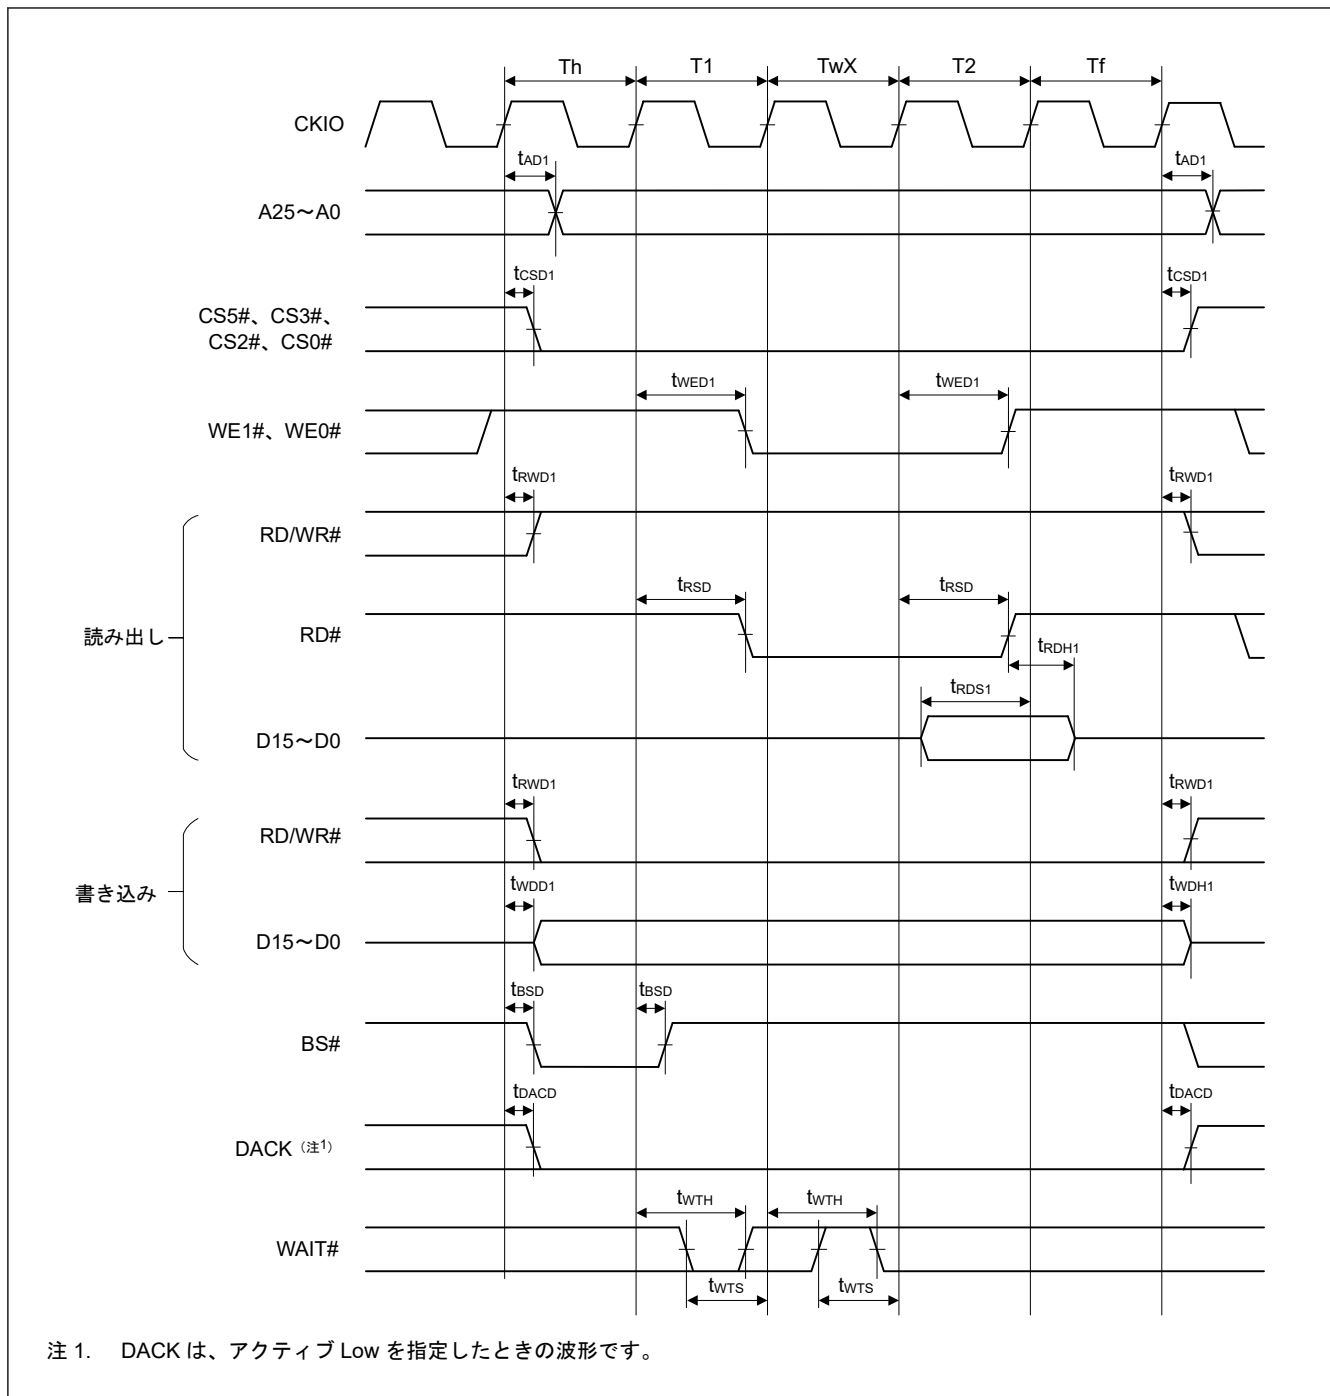 Th T1 TwX T2 Tf
CKIO
tAD1 tAD1
A25～A0
tCSD1 tCSD1
CS5#、CS3#、
CS2#、CS0#
tWED1 tWED1
WE1#、WE0#
tRWD1 tRWD1
RD/WR#
tRSD tRSD
読み出し
RD#
tRDH1
tRDS1
D15～D0
tRWD1 tRWD1
RD/WR#
書き込み
tWDD1 tWDH1
D15～D0
tBSD tBSD
BS#
tDACD tDACD
DACK（注1）
tWTH tWTH
WAIT#
tWTS tWTS
注 1. DACK は、アクティブ Low を指定したときの波形です。